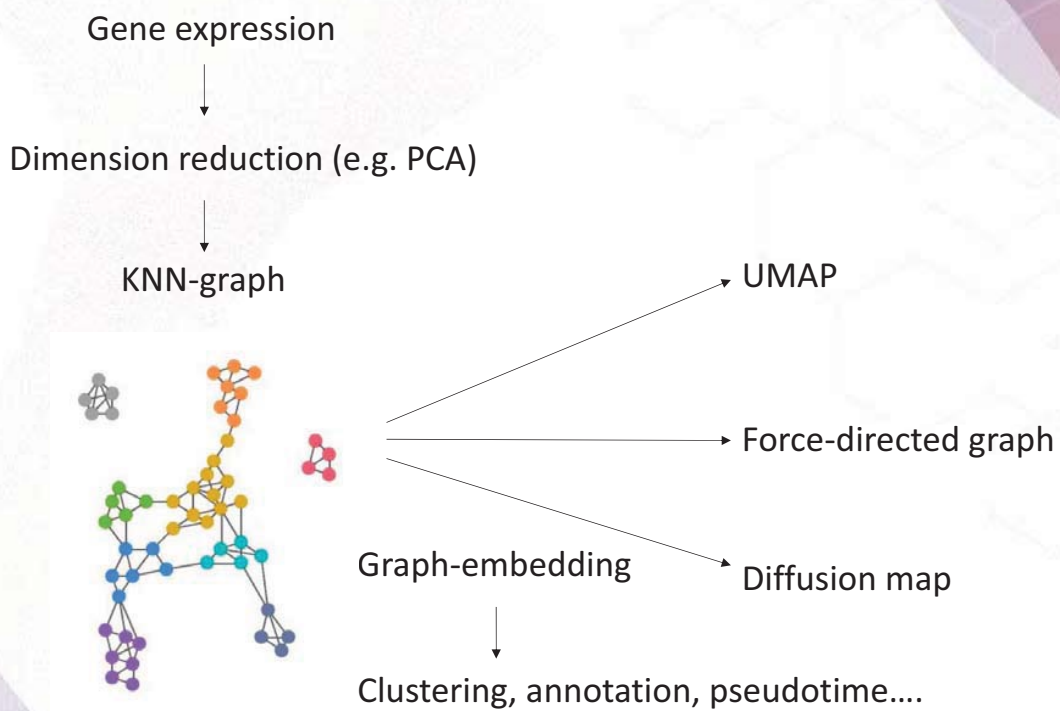 Gene expression
Dimension reduction (e.g. PCA)
KNN-graph
UMAP
Force-directed graph
Graph-embedding
Diffusion map
Clustering, annotation, pseudotime....